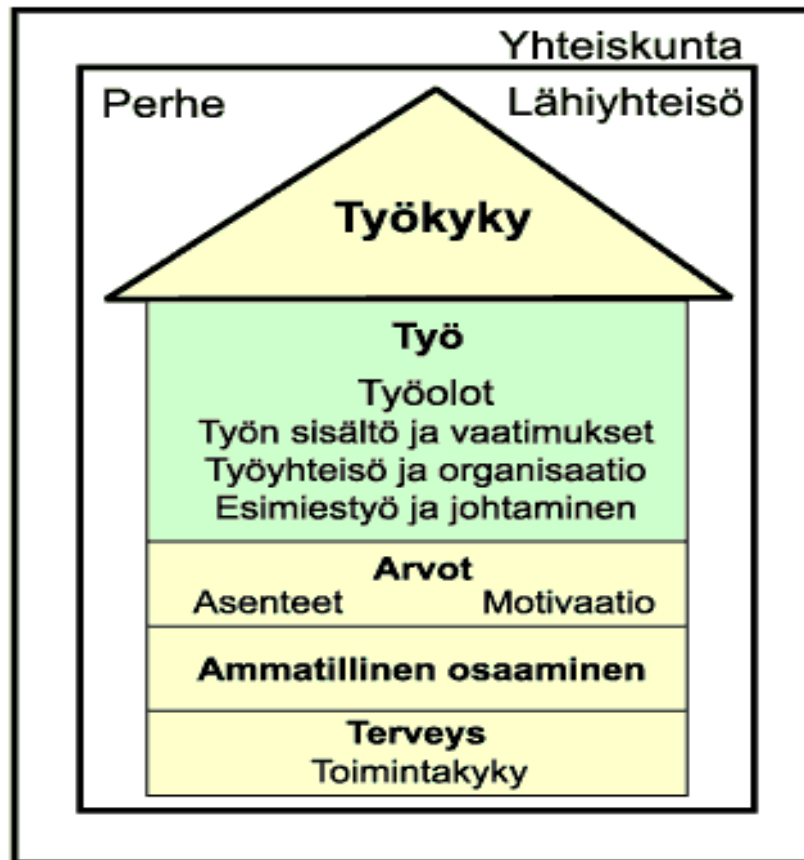 Yhteiskunta
Perhe Lähiyhteisö
Työkyky
Työ
Työolot
Työn sisältö ja vaatimukset
Työyhteisö ja organisaatio
Esimiestyö ja johtaminen
Arvot
Asenteet Motivaatio
Ammatillinen osaaminen
Terveys
Toimintakyky